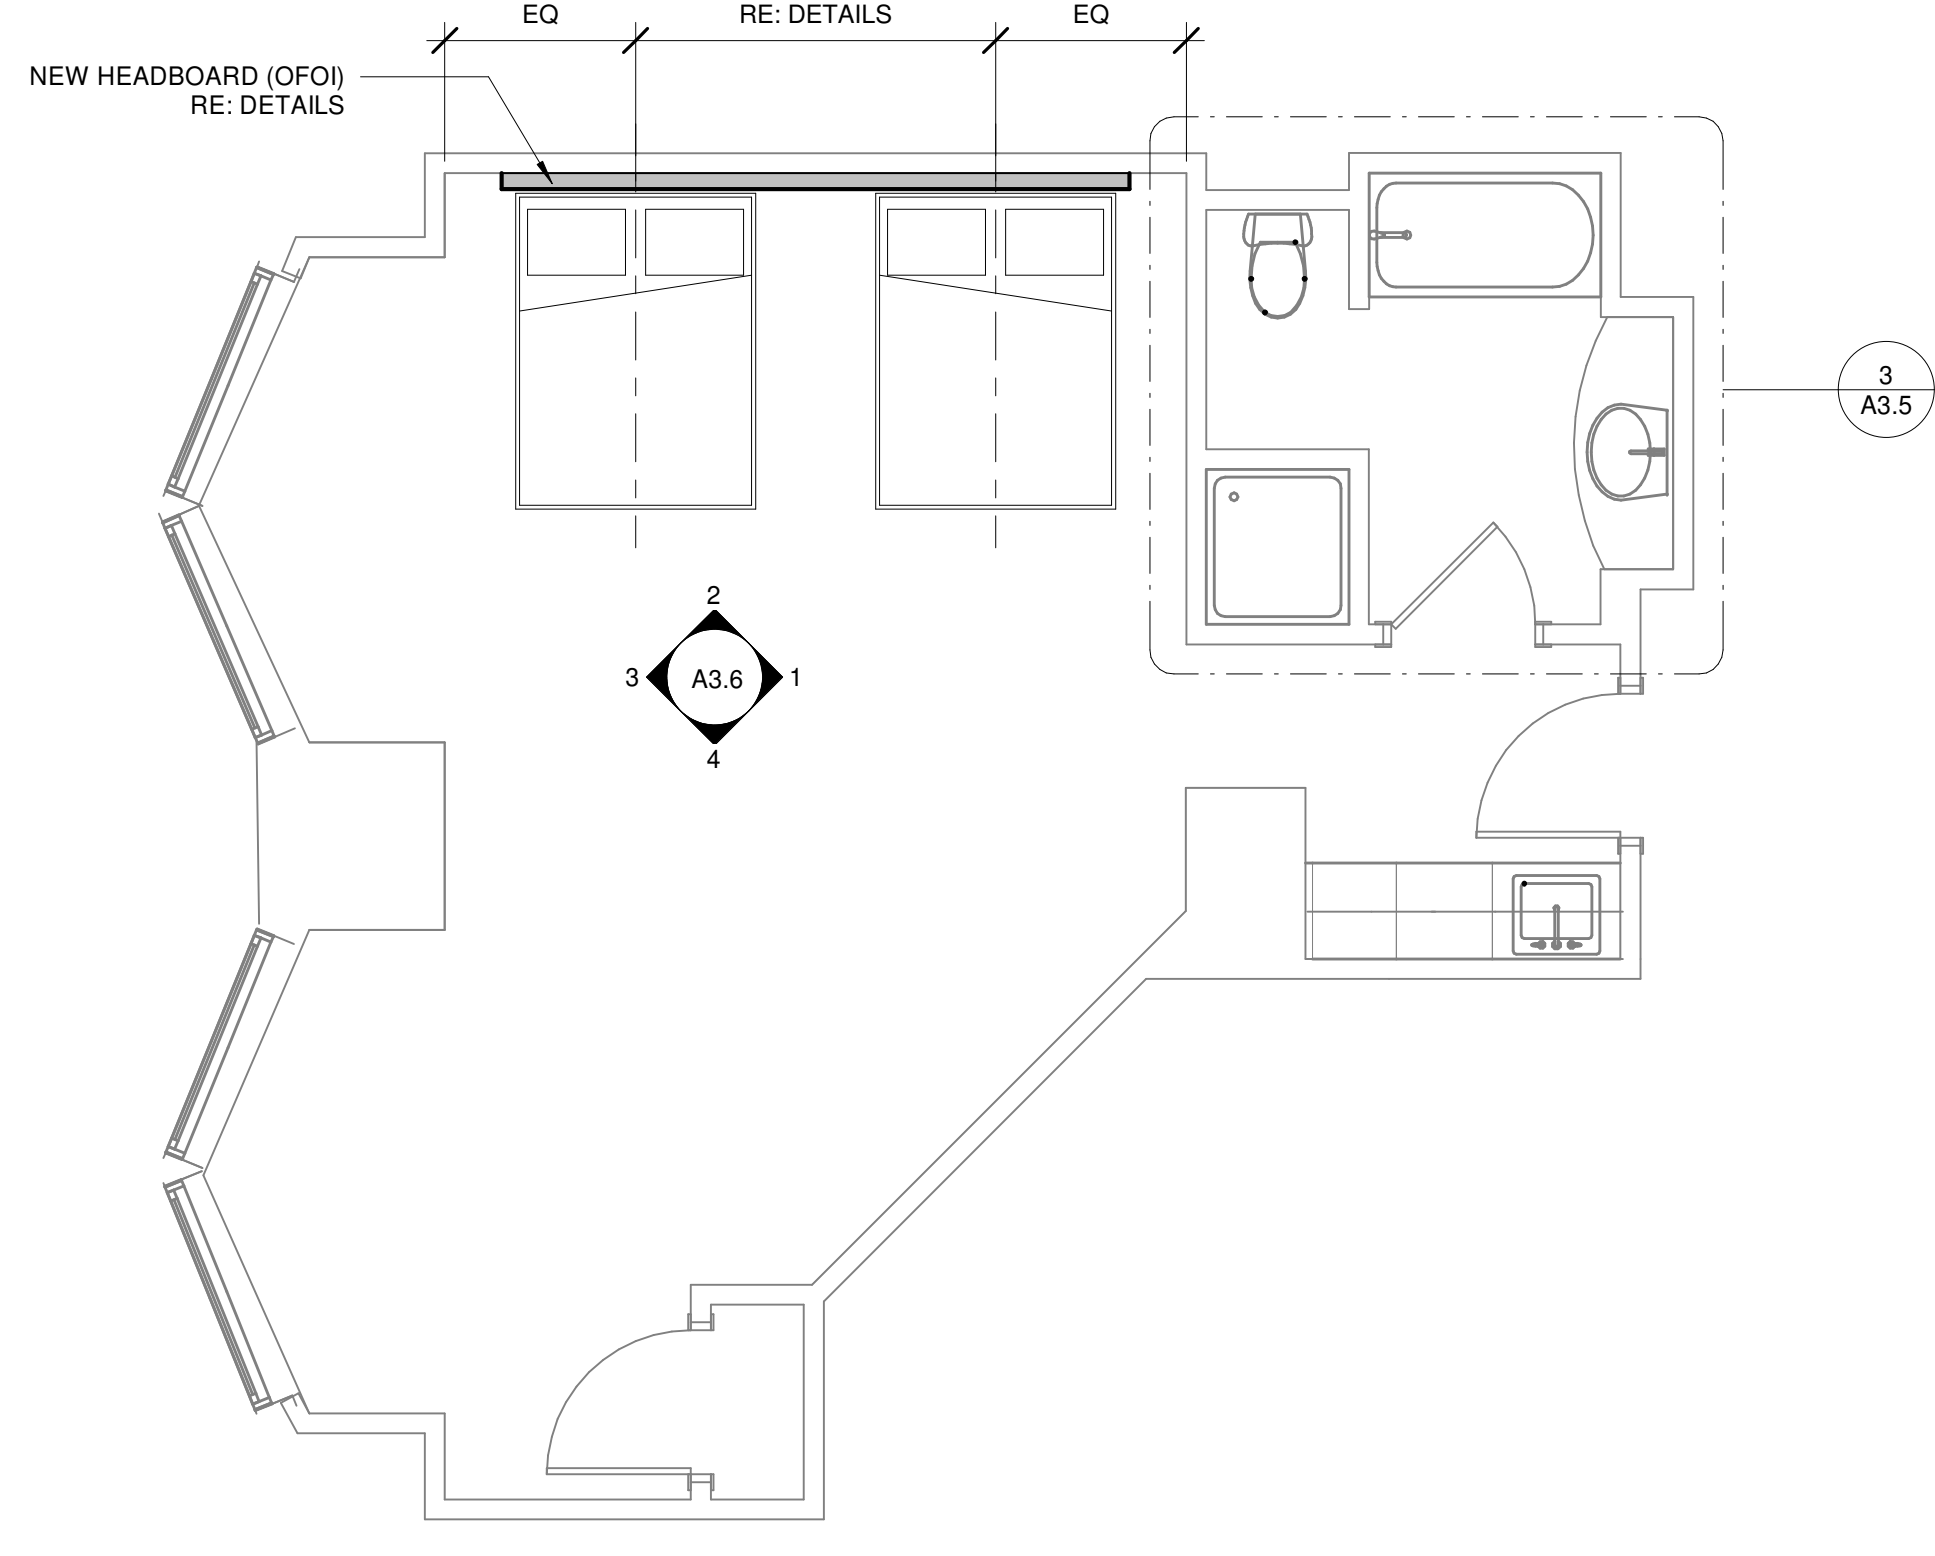 EQ
RE: DETAILS
EQ
NEW HEADBOARD (OFOI)
RE: DETAILS
3
A3.5
2
3
A3.6
1
4